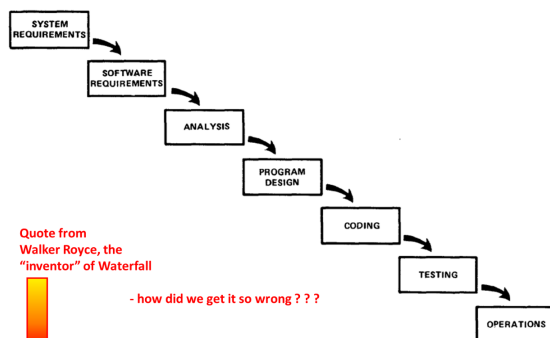 SYSTEM
REQUIREMENTS
SOFTWARE
REQUIREMENTS
ANALYSIS
PROGRAM
DESIGN
CODING
TESTING
OPERATIONS
Quote from
Walker Royce, the
“inventor” of Waterfall
- how did we get it so wrong ? ? ?